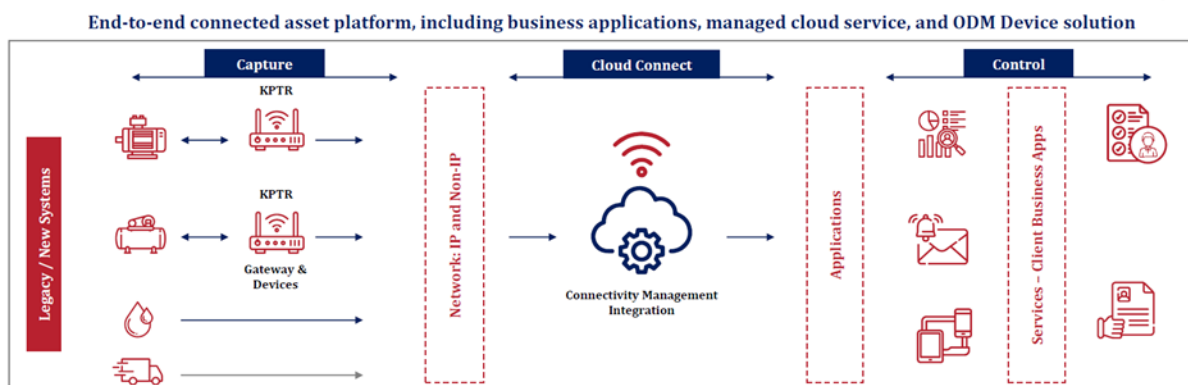 End-to-end connected asset platform, including business applications, managed cloud service, and ODM Device solution
Capture
Cloud Connect
Control
Legacy / New Systems
KPTR
KPTR
Gateway &
Devices
Network: IP and Non-IP
Connectivity Management
Integration
Applications
Services – Client Business Apps